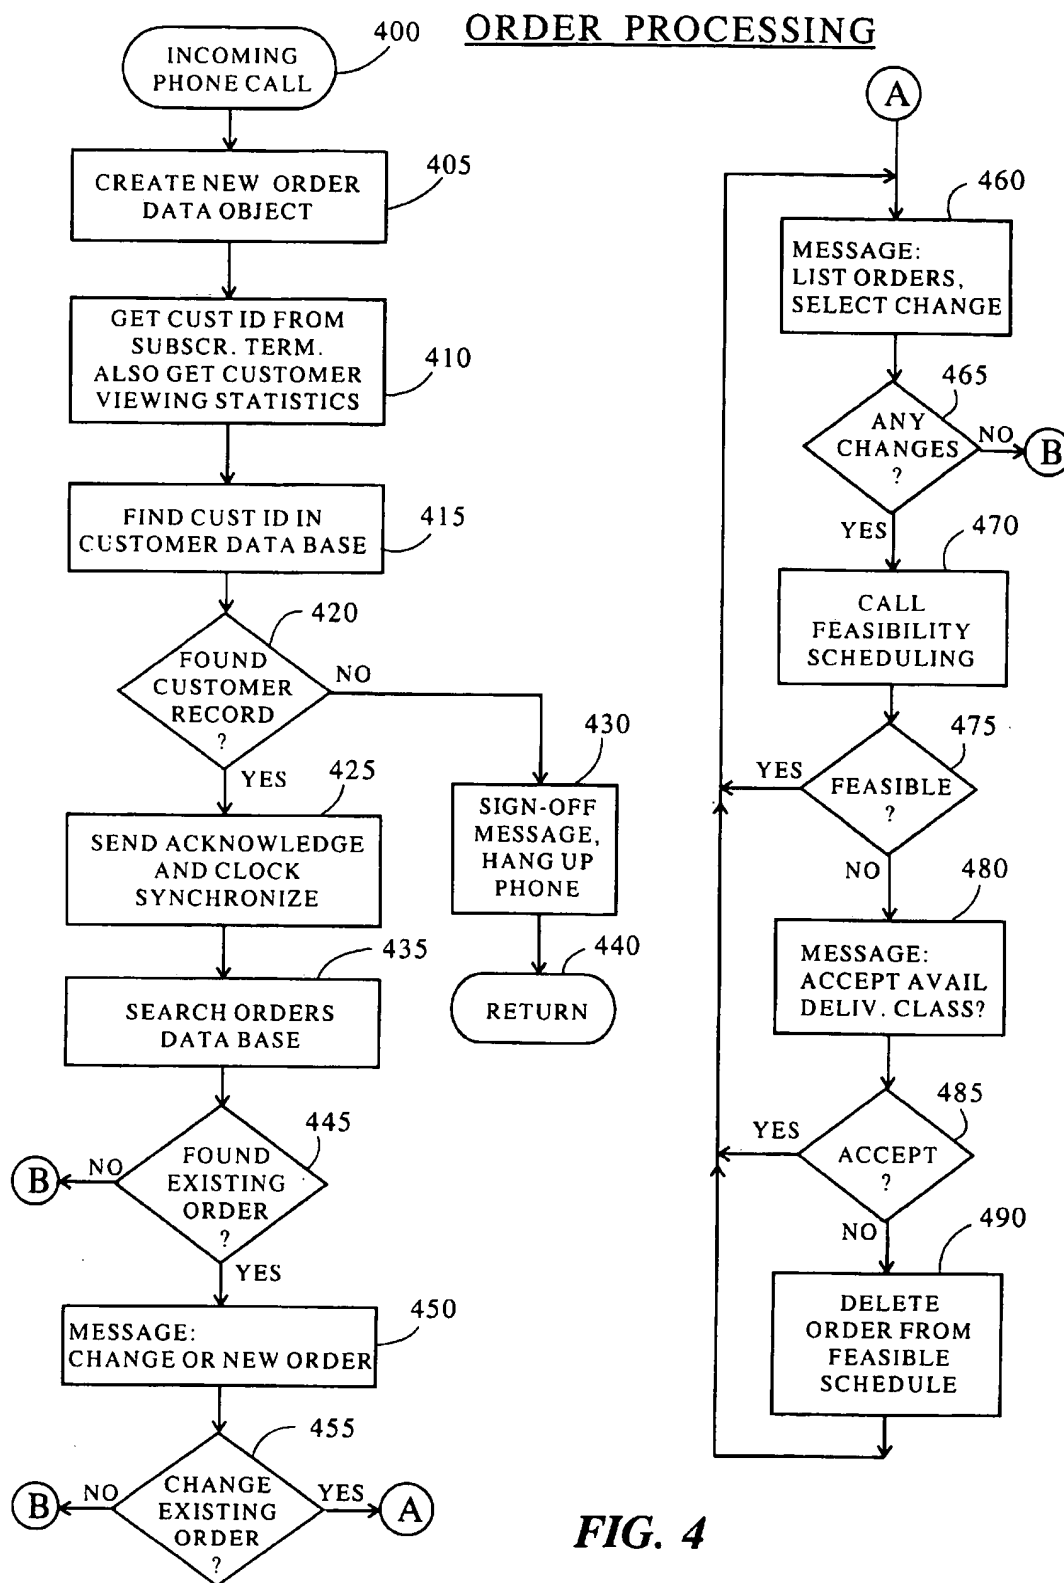 ORDER PROCESSING
INCOMING
PHONE CALL
400
CREATE NEW ORDER
DATA OBJECT
405
GET CUST ID FROM
SUBSCR. TERM.
ALSO GET CUSTOMER
VIEWING STATISTICS
410
FIND CUST ID IN
CUSTOMER DATA BASE
415
FOUND
CUSTOMER
RECORD
?
420
NO
YES
SEND ACKNOWLEDGE
AND CLOCK
SYNCHRONIZE
425
SIGN-OFF
MESSAGE,
HANG UP
PHONE
430
RETURN
440
SEARCH ORDERS
DATA BASE
435
FOUND
EXISTING
ORDER
?
445
NO
B
YES
MESSAGE:
CHANGE OR NEW ORDER
450
CHANGE
EXISTING
ORDER
?
455
NO
B
YES
A
A
MESSAGE:
LIST ORDERS,
SELECT CHANGE
460
ANY
CHANGES
?
465
NO
B
YES
CALL
FEASIBILITY
SCHEDULING
470
FEASIBLE
?
475
YES
NO
MESSAGE:
ACCEPT AVAIL
DELIV. CLASS?
480
ACCEPT
?
485
YES
NO
DELETE
ORDER FROM
FEASIBLE
SCHEDULE
490
FIG. 4